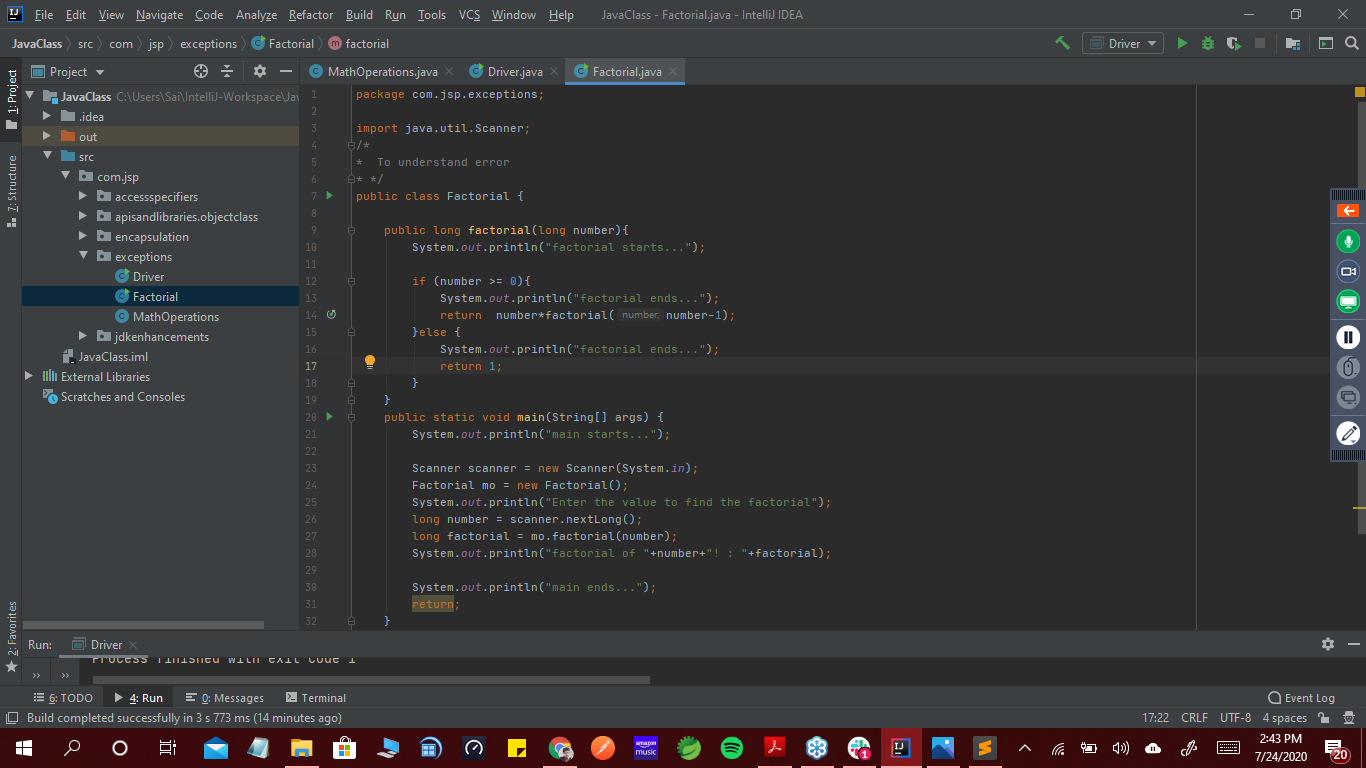 File Edit View Navigate Code Analyze Refactor Build Run Tools VCS Window Help JavaClass - Factorial.java - IntelliJ IDEA
JavaClass src com jsp exceptions Factorial factorial Driver
1: Project
7: Structure
2: Favorites
Project
JavaClass C:\Users\Sai\IntelliJ-Workspace\Jav
.idea
out
src
com.jsp
accessspecifiers
apisandlibraries.objectclass
encapsulation
exceptions
Driver
Factorial
MathOperations
jdkenhancements
JavaClass.iml
External Libraries
Scratches and Consoles
MathOperations.java Driver.java Factorial.java
1 package com.jsp.exceptions;
2
3 import java.util.Scanner;
4 /*
5 *  To understand error
6 * */
7 public class Factorial {
8
9     public long factorial(long number){
10         System.out.println("factorial starts...");
11
12         if (number >= 0){
13             System.out.println("factorial ends...");
14             return  number*factorial( number: number-1);
15         }else {
16             System.out.println("factorial ends...");
17             return 1;
18         }
19     }
20     public static void main(String[] args) {
21         System.out.println("main starts...");
22
23         Scanner scanner = new Scanner(System.in);
24         Factorial mo = new Factorial();
25         System.out.println("Enter the value to find the factorial");
26         long number = scanner.nextLong();
27         long factorial = mo.factorial(number);
28         System.out.println("factorial of "+number+"! : "+factorial);
29
30         System.out.println("main ends...");
31         return;
32     }
Run: Driver
Process finished with exit code 1
6: TODO 4: Run 0: Messages Terminal Event Log
Build completed successfully in 3 s 773 ms (14 minutes ago) 17:22 CRLF UTF-8 4 spaces
amazon music
1
IJ
2:43 PM
7/24/2020
20